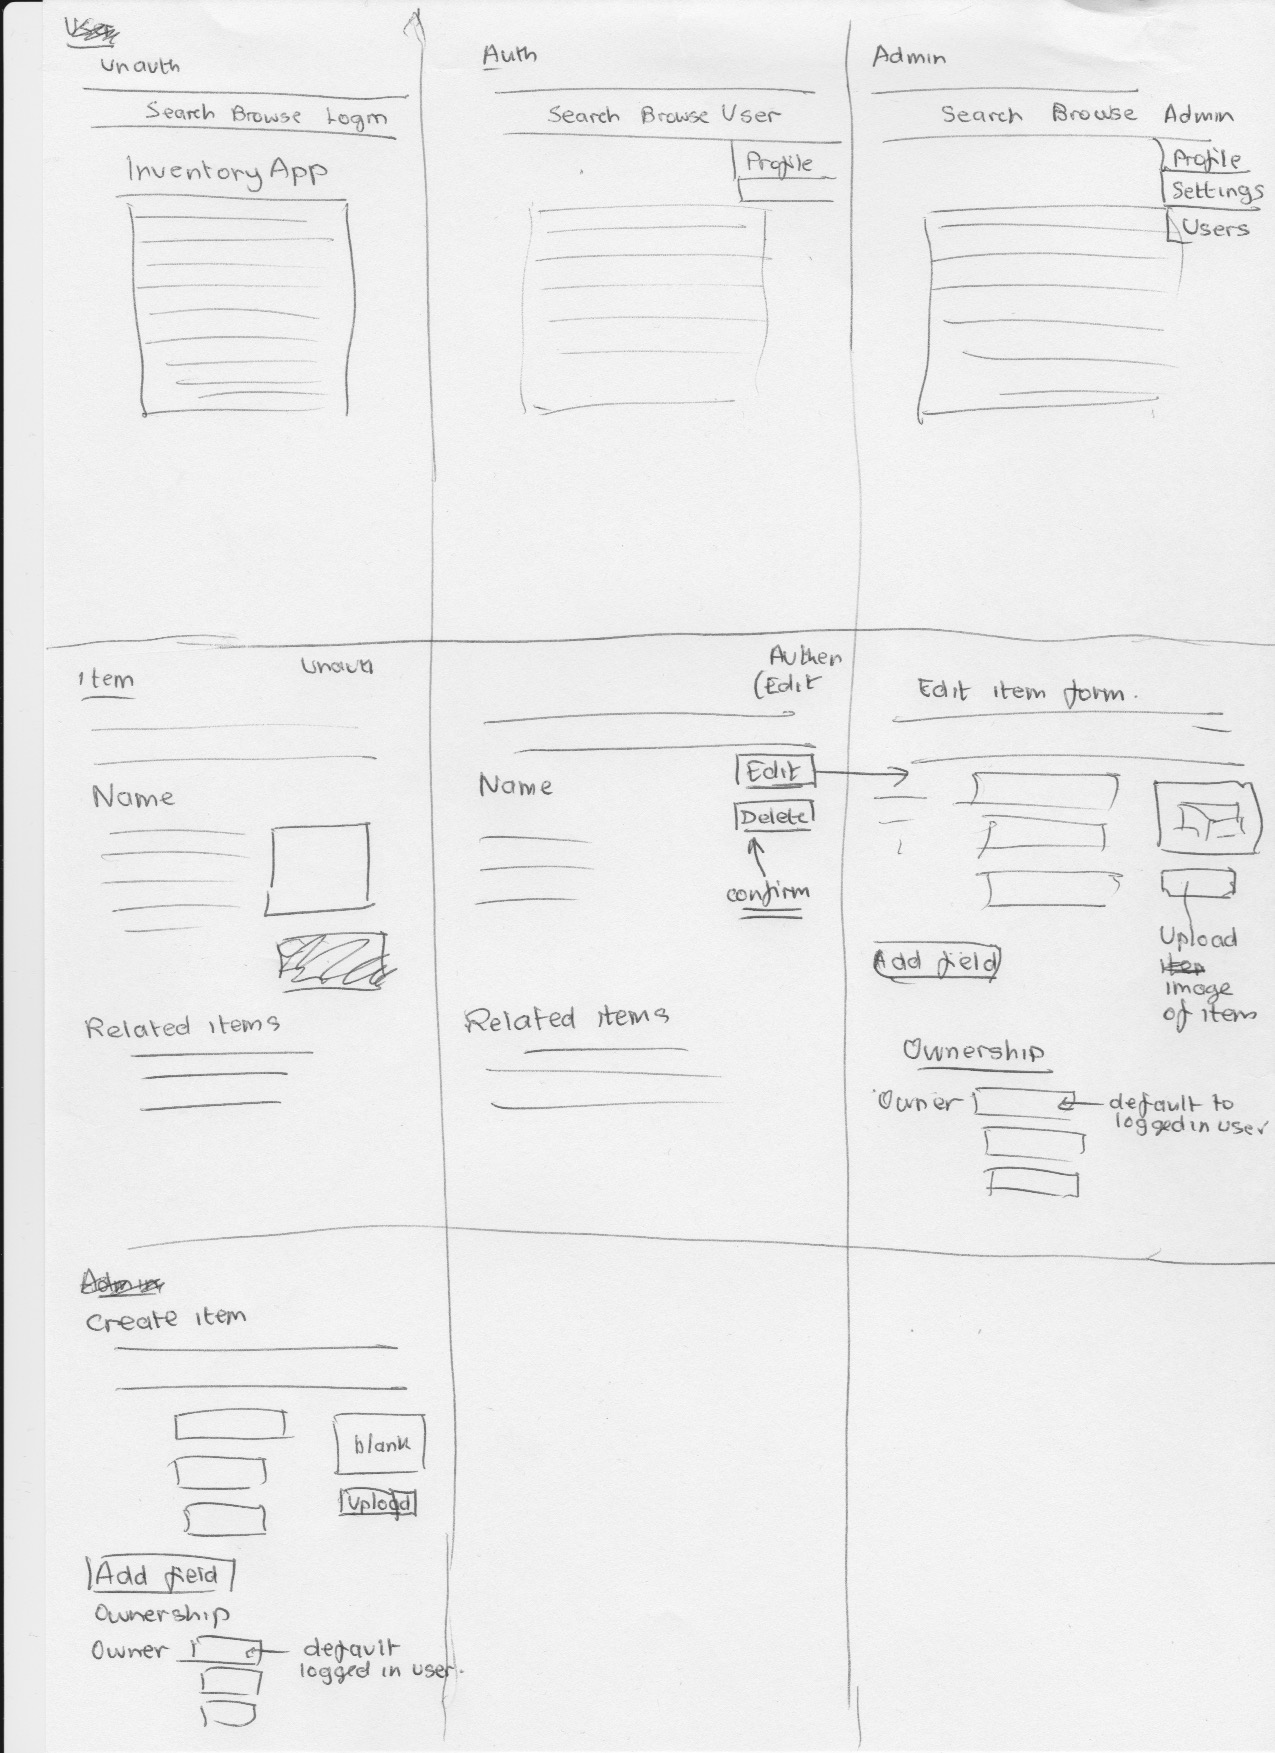 Unauth
Search Browse Login
Inventory App
Auth
Search Browse User
Profile
Admin
Search Browse Admin
Profile
Settings
Users
Item
Unauth
Name
Related items
Authen
(Edit
Name
Edit
Delete
confirm
Related items
Edit item form.
Add field
Upload
image
of item
Ownership
Owner
default to
logged in user
Create item
blank
Upload
Add field
Ownership
Owner
default
logged in user.